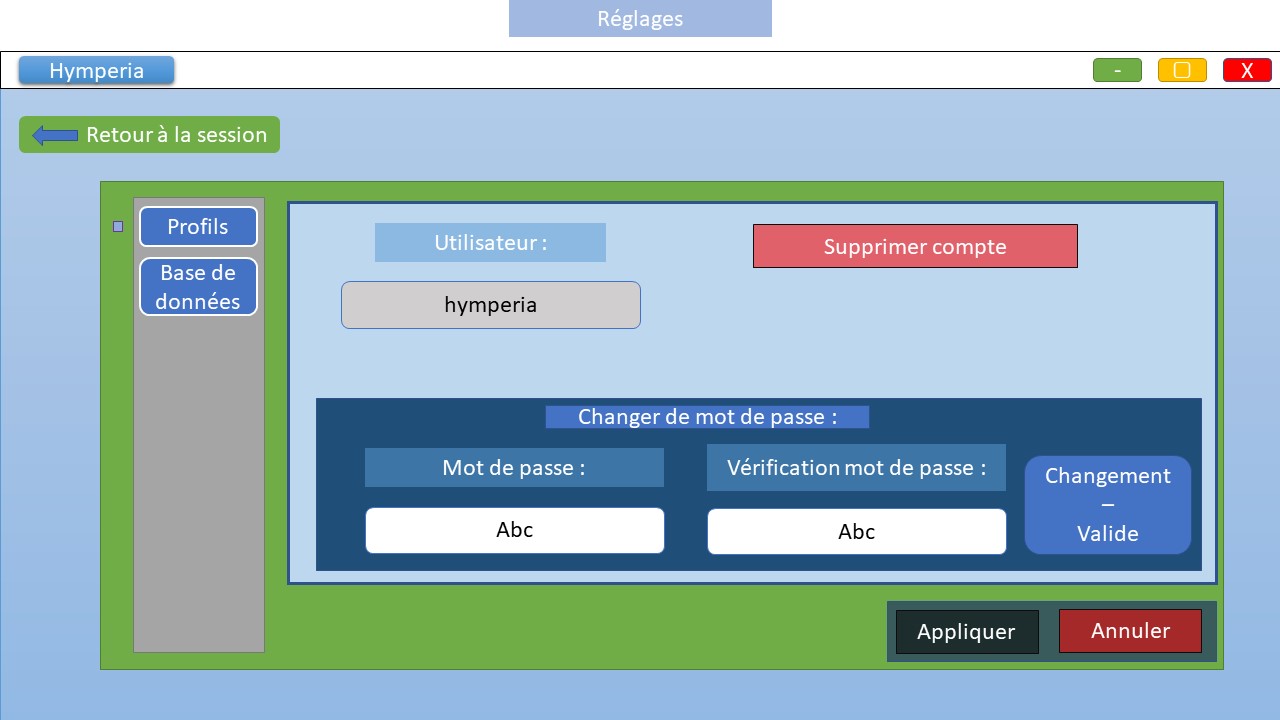 Réglages
Hymperia
-
X
Retour à la session
Profils
Base de
données
Utilisateur :
Supprimer compte
hymperia
Changer de mot de passe :
Mot de passe :
Vérification mot de passe :
Changement
–
Valide
Abc
Abc
Appliquer
Annuler